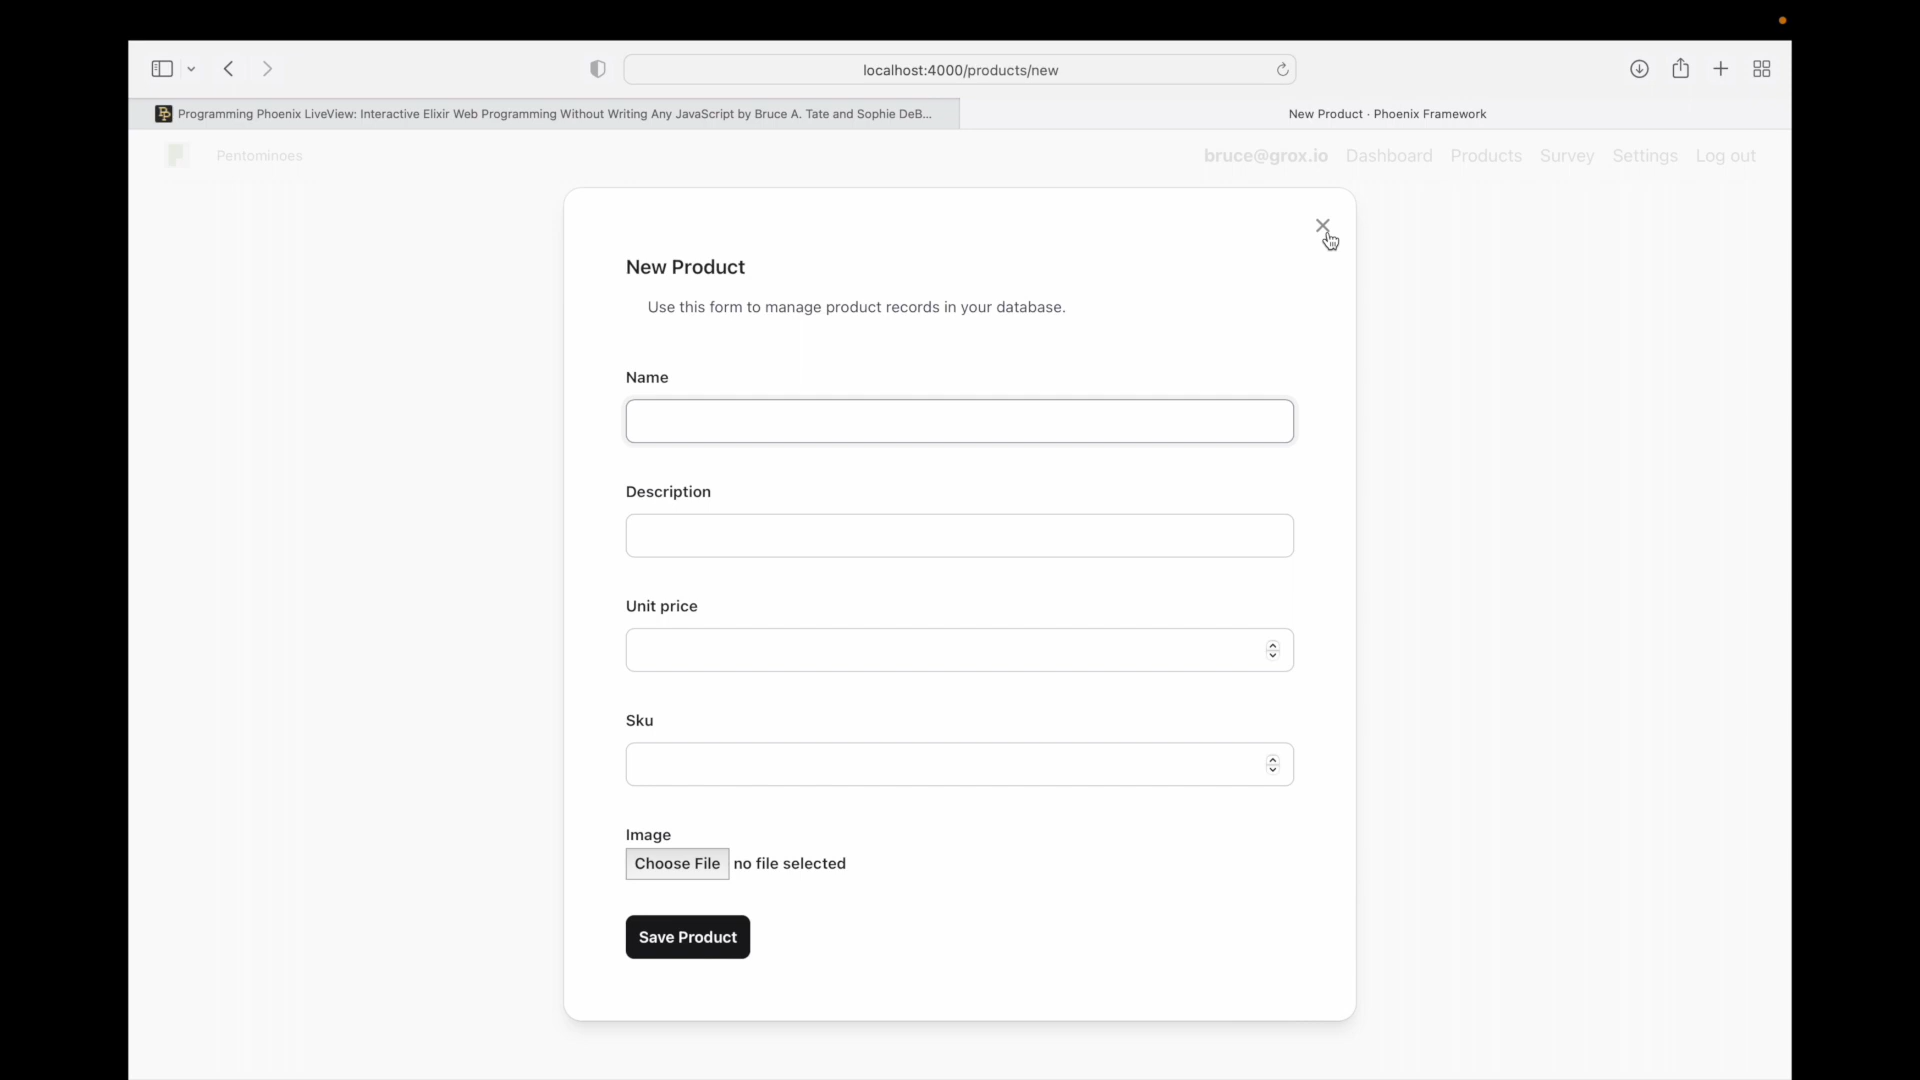 localhost:4000/products/new
Programming Phoenix LiveView: Interactive Elixir Web Programming Without Writing Any JavaScript by Bruce A. Tate and Sophie DeB...
New Product · Phoenix Framework
Pentominoes
bruce@grox.io Dashboard Products Survey Settings Log out
New Product
Use this form to manage product records in your database.
Name
Description
Unit price
Sku
Image
Choose File no file selected
Save Product